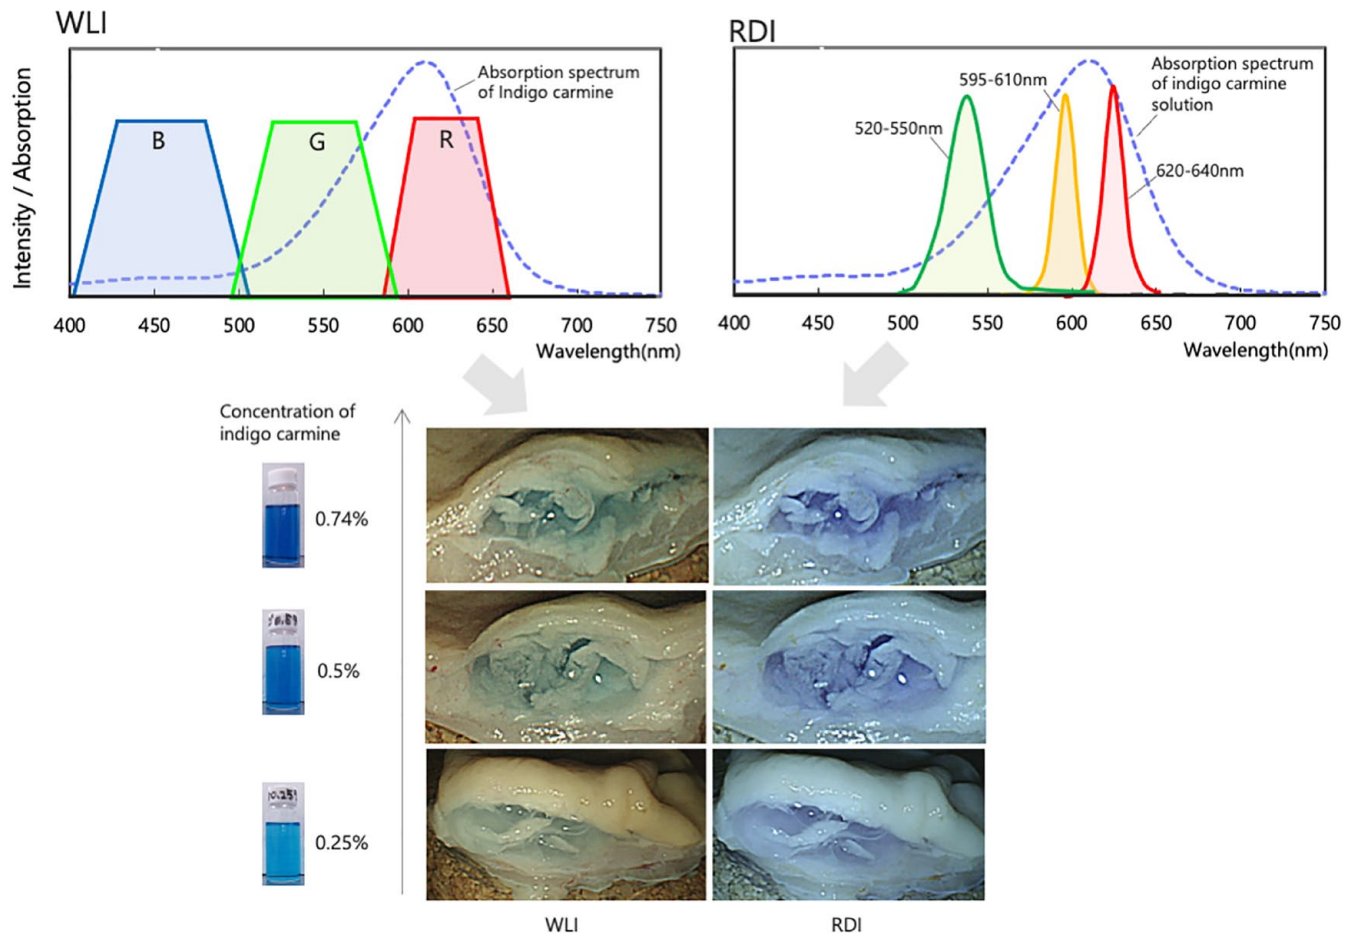 WLI
Intensity / Absorption
B
G
R
Absorption spectrum
of Indigo carmine
400 450 500 550 600 650 700 750
Wavelength(nm)
RDI
520-550nm
595-610nm
Absorption spectrum
of indigo carmine
solution
620-640nm
400 450 500 550 600 650 700 750
Wavelength(nm)
Concentration of
indigo carmine
0.74%
0.5%
0.25%
WLI
RDI